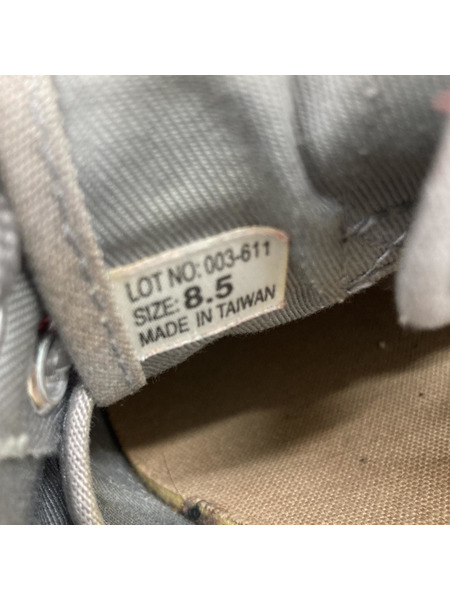 LOT NO: 003-611
SIZE: 8.5
MADE IN TAIWAN